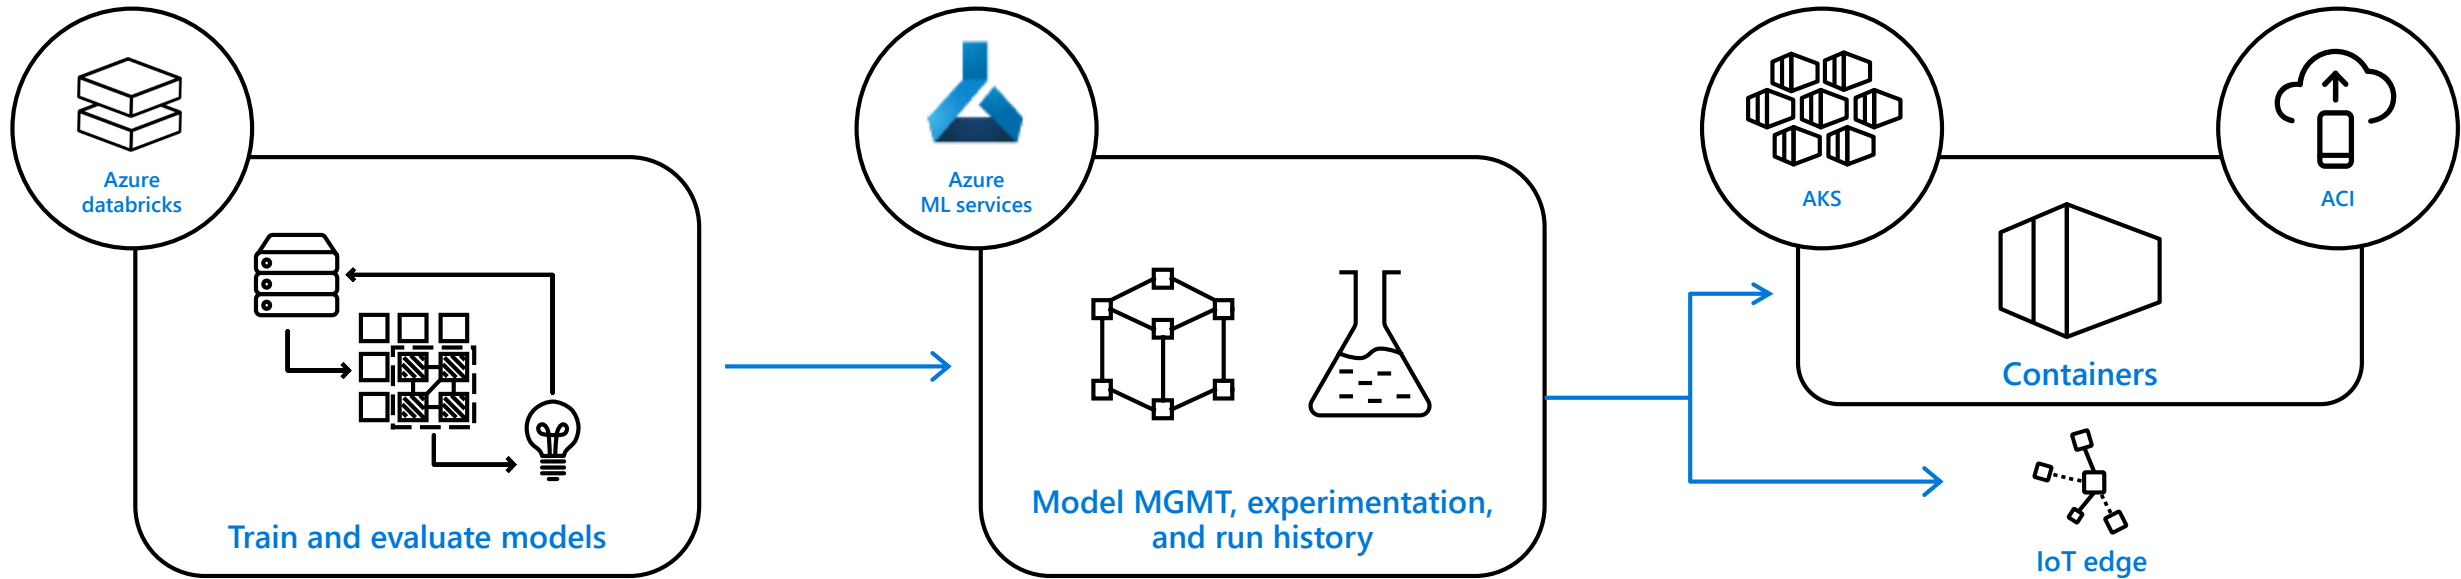 Azure
databricks
Train and evaluate models
Azure
ML services
Model MGMT, experimentation,
and run history
AKS
ACI
Containers
IoT edge